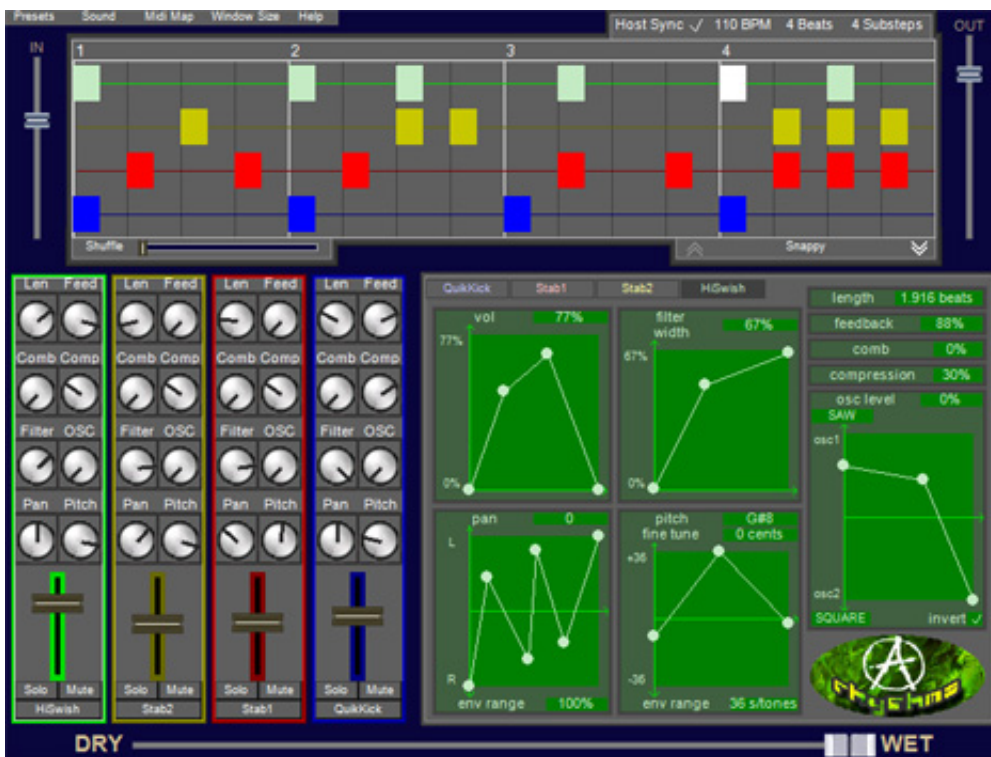 Presets Sound Midi Map Window Size Help
Host Sync ✓ 110 BPM 4 Beats 4 Substeps
IN
OUT
1 2 3 4
Shuffle
Snappy
Len Feed Len Feed Len Feed Len Feed
Comb Comp Comb Comp Comb Comp Comb Comp
Filter OSC Filter OSC Filter OSC Filter OSC
Pan Pitch Pan Pitch Pan Pitch Pan Pitch
Solo Mute Solo Mute Solo Mute Solo Mute
HiSwish Stab2 Stab1 QuikKick
QuikKick Stab1 Stab2 HiSwish
vol 77%
77%
0%
filter width 67%
67%
0%
pan 0
L
R
env range 100%
pitch G#8
fine tune 0 cents
+36
-36
env range 36 s/tones
length 1.916 beats
feedback 88%
comb 0%
compression 30%
osc level 0%
SAW
osc1
osc2
SQUARE invert ✓
DRY WET